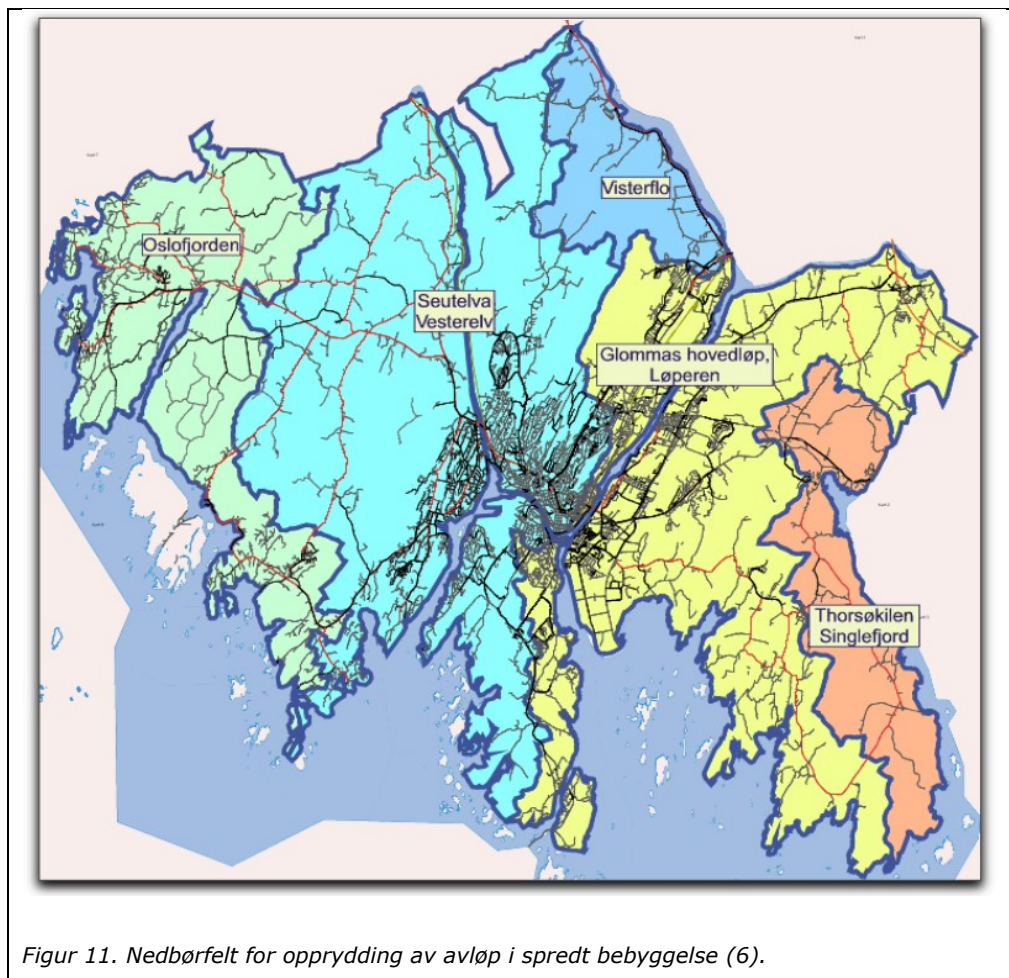 Oslofjorden
Visterflo
Seutelva
Vesterelv
Glommas hovedløp,
Løperen
Thorsøkilen
Singlefjord
Figur 11. Nedbørfelt for opprydding av avløp i spredt bebyggelse (6).